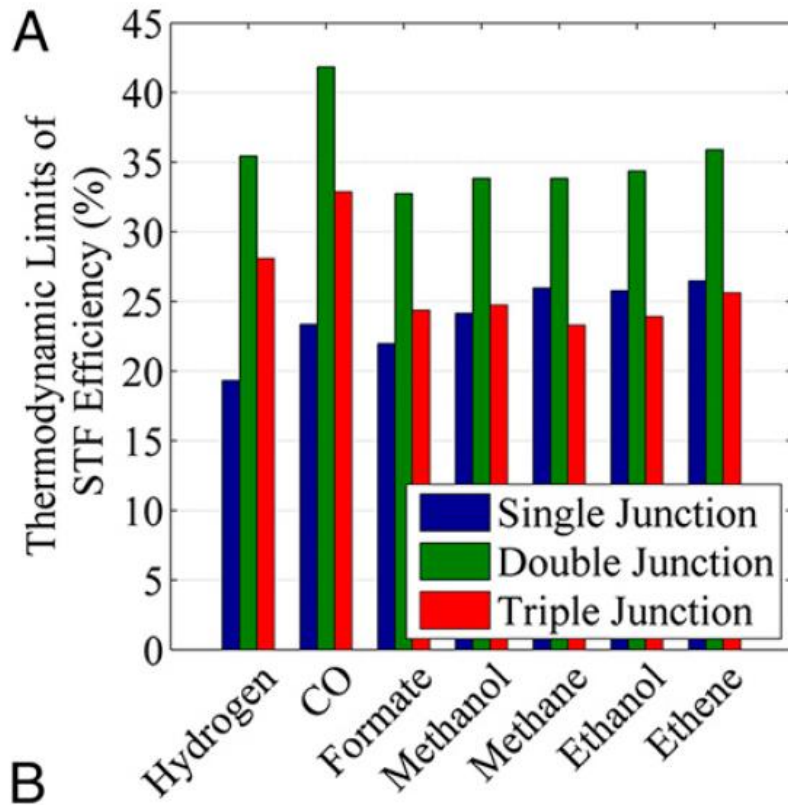 A
Thermodynamic Limits of
STF Efficiency (%)
45
40
35
30
25
20
15
10
5
0
Single Junction
Double Junction
Triple Junction
Hydrogen
CO
Formate
Methanol
Methane
Ethanol
Ethene
B